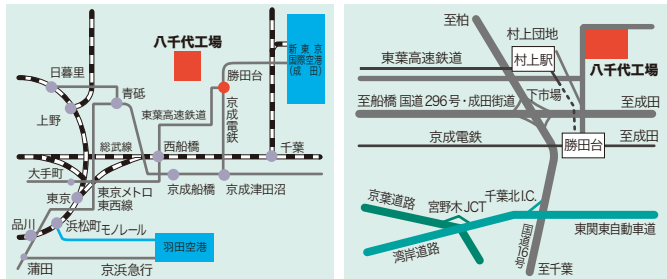 八千代工場
新東京
国際空港
(成田)
日暮里
青砥
勝田台
上野
東葉高速鉄道
京成電鉄
総武線
西船橋
千葉
大手町
東京メトロ
東西線
京成船橋
京成津田沼
東京
品川
浜松町
モノレール
羽田空港
蒲田
京浜急行
至柏
村上団地
東葉高速鉄道
村上駅
八千代工場
下市場
至船橋 国道296号・成田街道
至成田
京成電鉄
勝田台
至成田
京葉道路
宮野木JCT
千葉北I.C.
東関東自動車道
湾岸道路
国道16号
至千葉